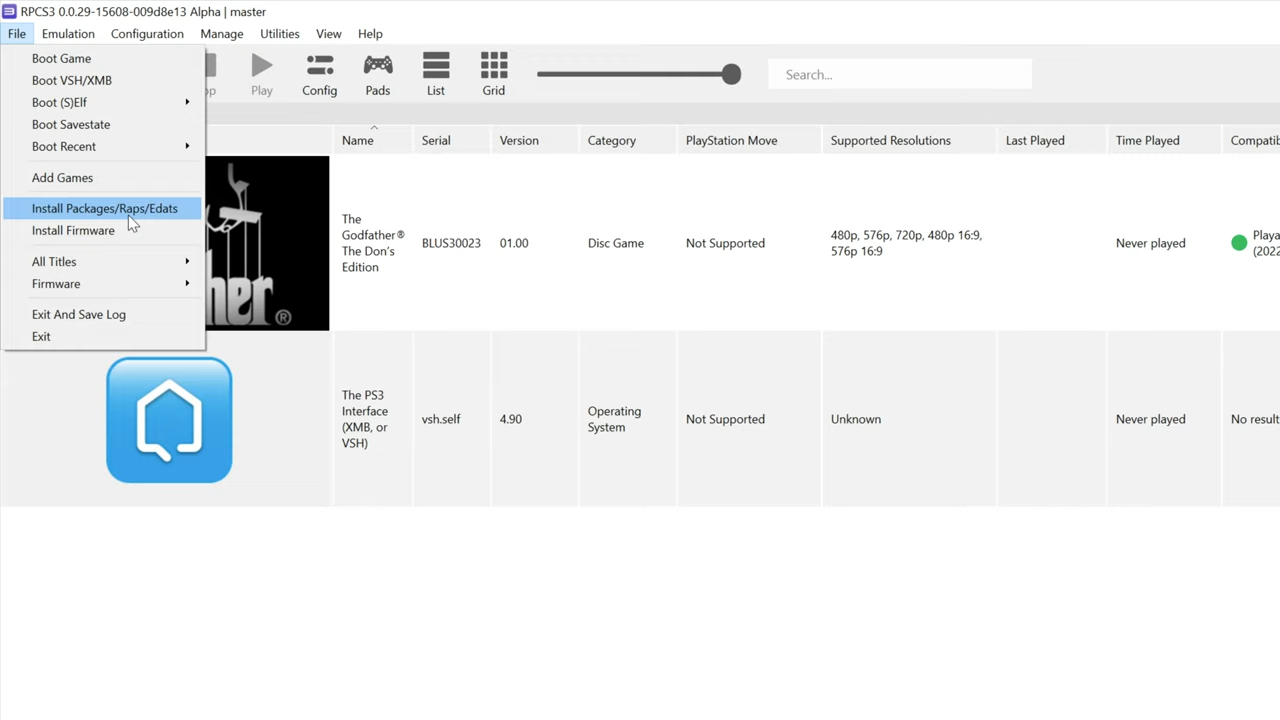 RPCS3 0.0.29-15608-009d8e13 Alpha | master
File Emulation Configuration Manage Utilities View Help
Boot Game
Boot VSH/XMB
Boot (S)Elf
Boot Savestate
Boot Recent
Add Games
Install Packages/Raps/Edats
Install Firmware
All Titles
Firmware
Exit And Save Log
Exit
Play Config Pads List Grid Search...
Name Serial Version Category PlayStation Move Supported Resolutions Last Played Time Played
The
Godfather®
The Don's
Edition
BLUS30023 01.00 Disc Game Not Supported
480p, 576p, 720p, 480p 16:9,
576p 16:9
Never played
®
The PS3
Interface
(XMB, or
VSH)
vsh.self 4.90
Operating
System
Not Supported Unknown Never played No result